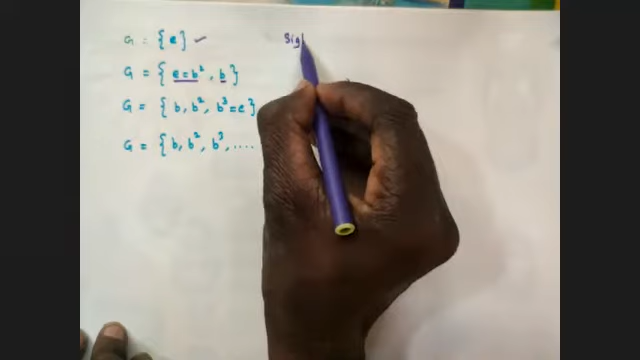 G = {e}
G = {e = b², b}
G = {b, b², b³ = e}
G = {b, b², b³, ....